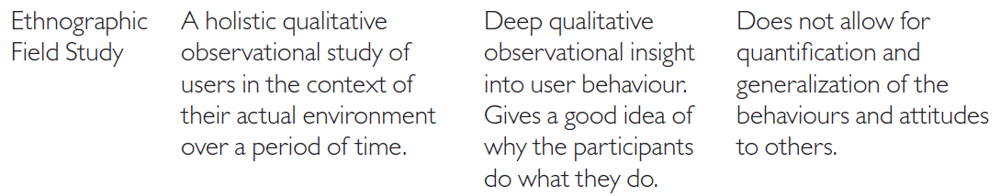 Ethnographic
Field Study
A holistic qualitative
observational study of
users in the context of
their actual environment
over a period of time.
Deep qualitative
observational insight
into user behaviour.
Gives a good idea of
why the participants
do what they do.
Does not allow for
quantification and
generalization of the
behaviours and attitudes
to others.